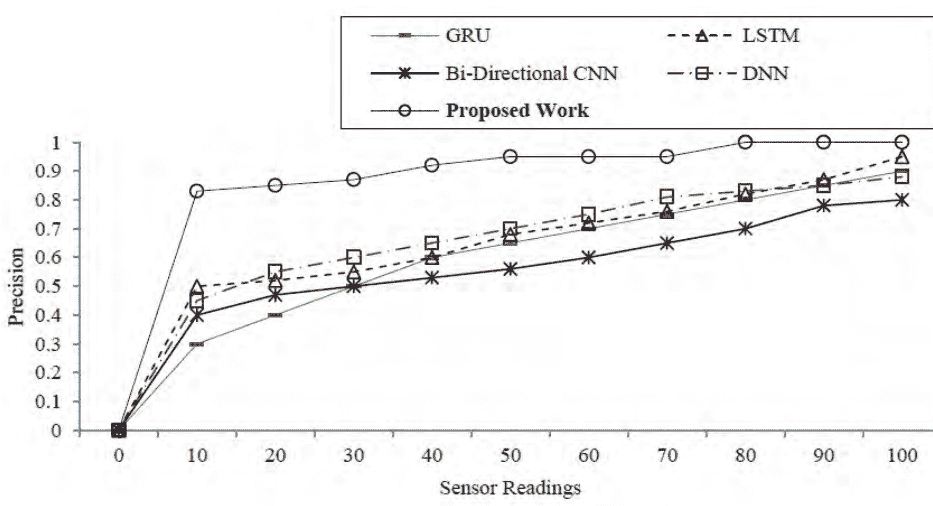 GRU LSTM
Bi-Directional CNN DNN
Proposed Work
1
0.9
0.8
0.7
0.6
0.5
0.4
0.3
0.2
0.1
0
Precision
0 10 20 30 40 50 60 70 80 90 100
Sensor Readings